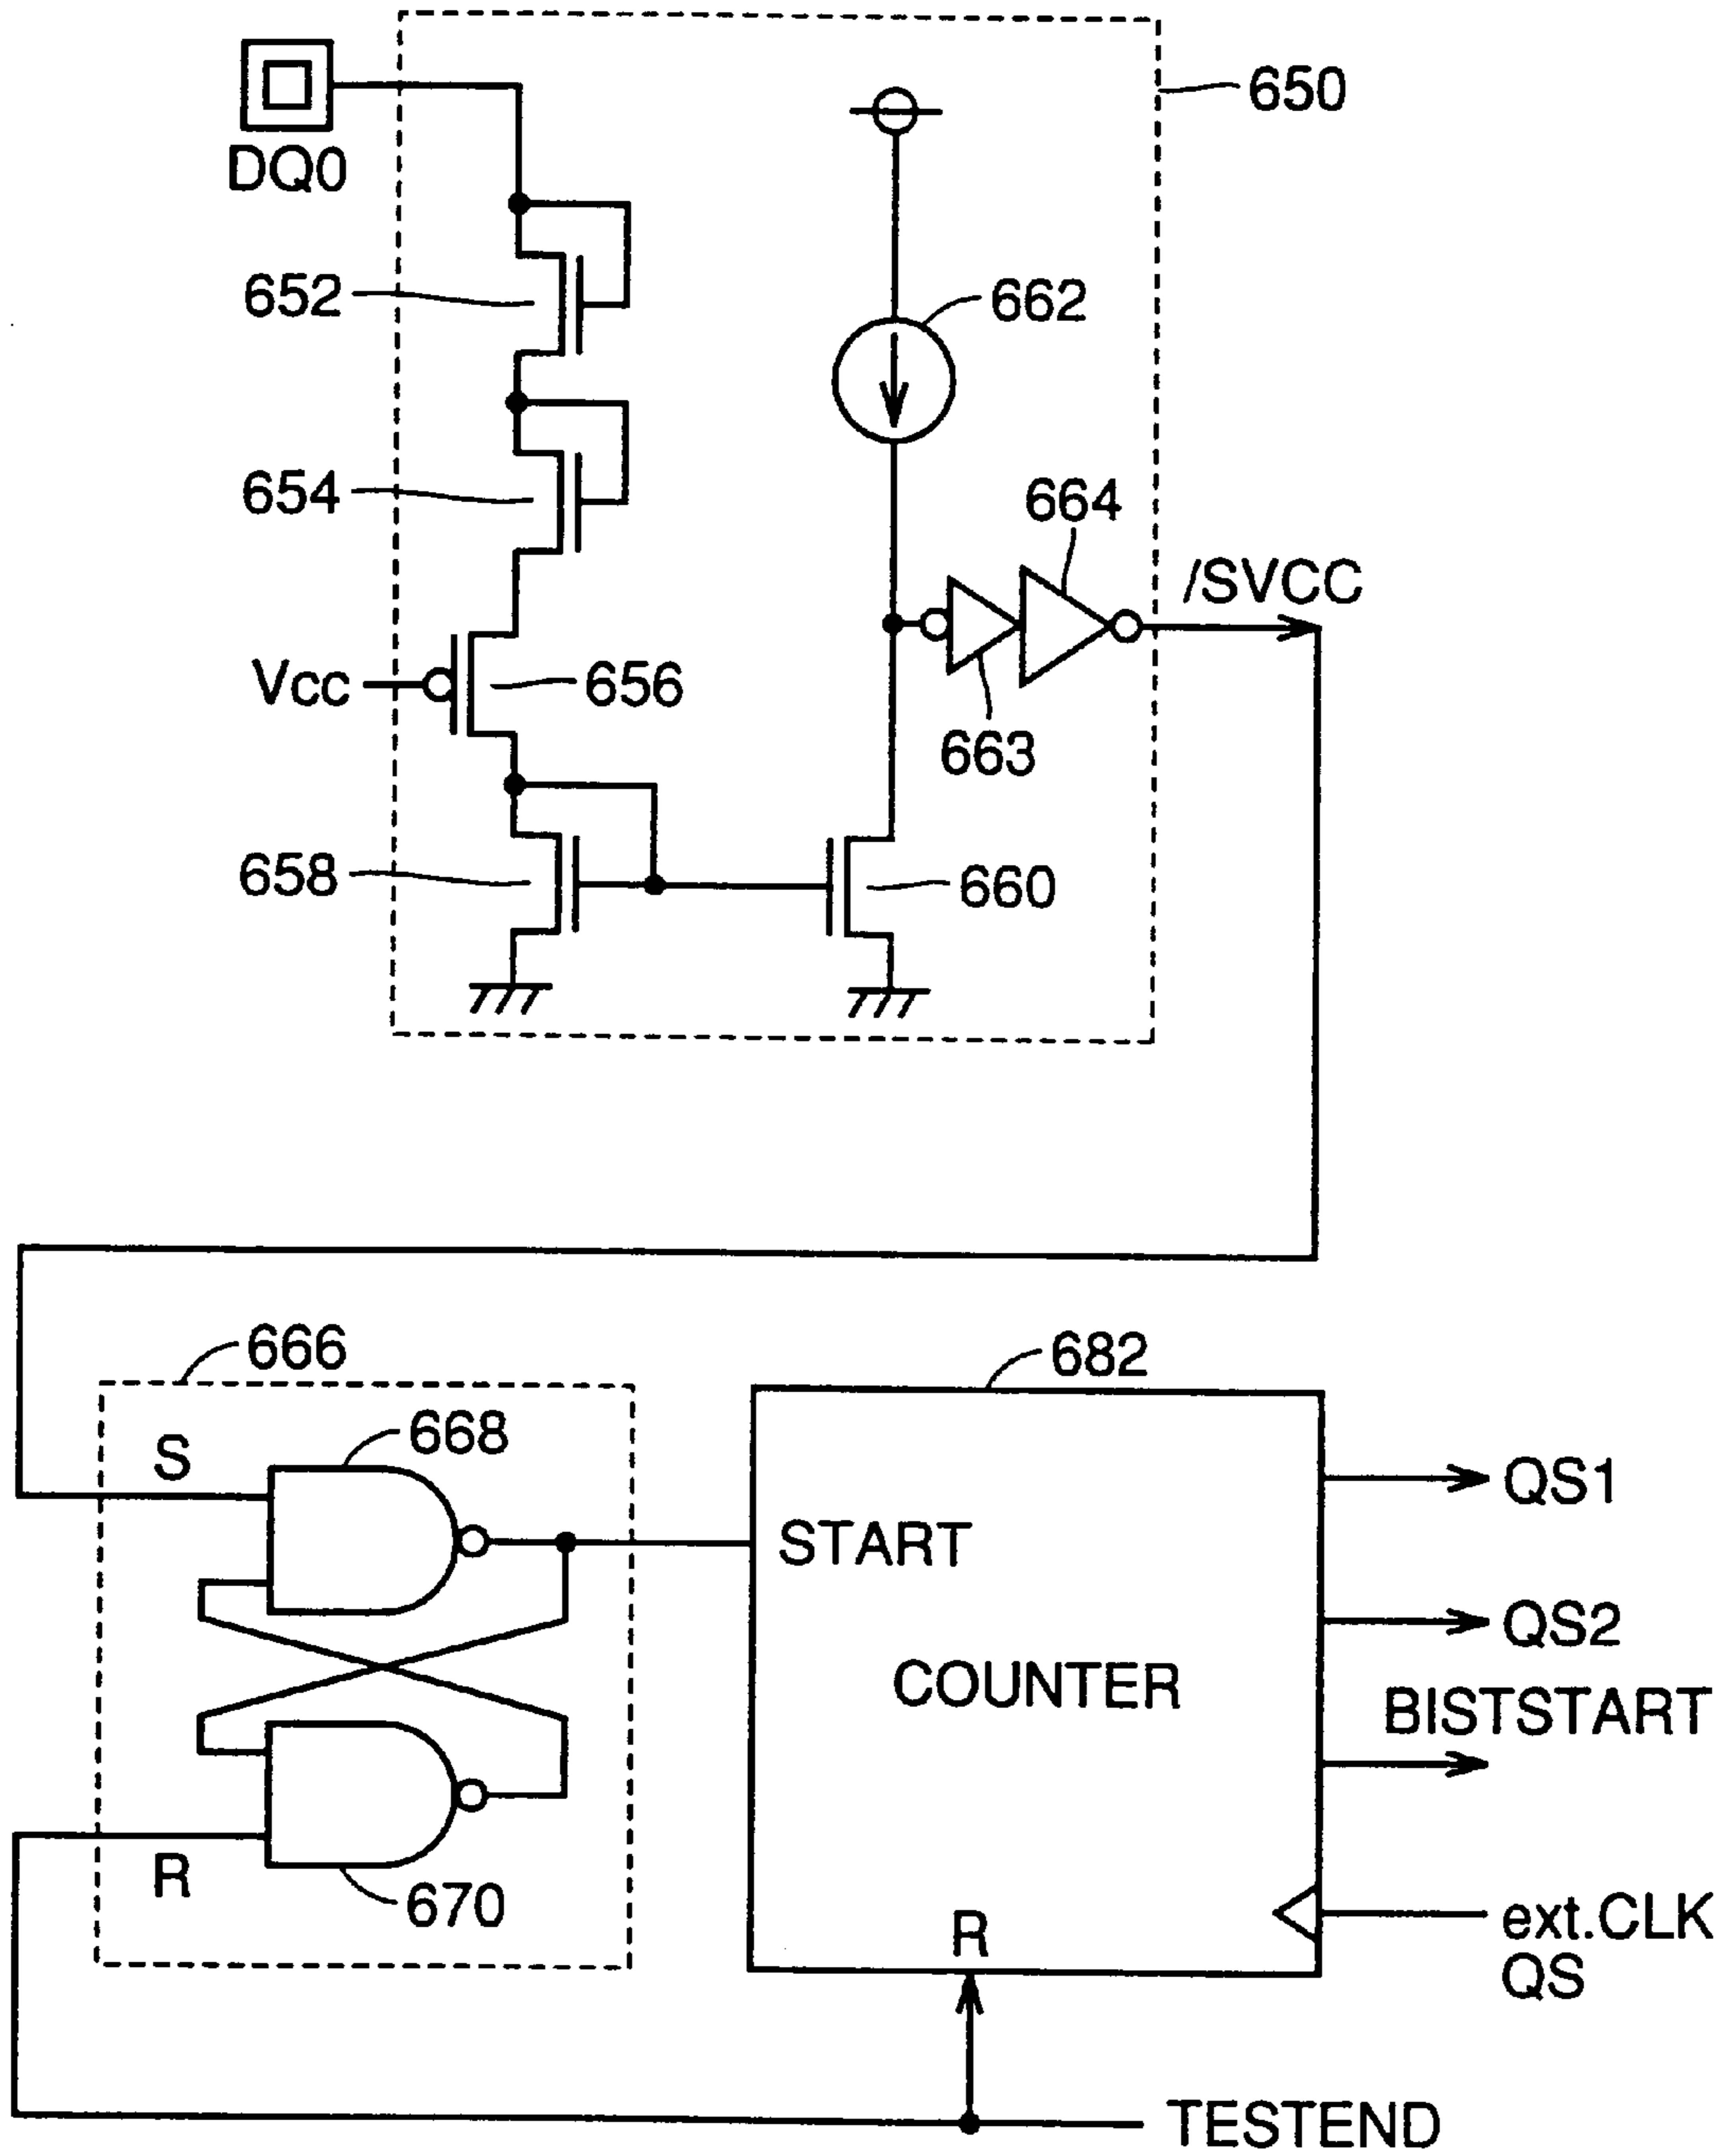 650
DQ0
652
662
654
664
/SVCC
Vcc
656
663
658
660
666
682
668
S
QS1
START
QS2
COUNTER
BISTSTART
R
670
R
ext.CLK
QS
TESTEND